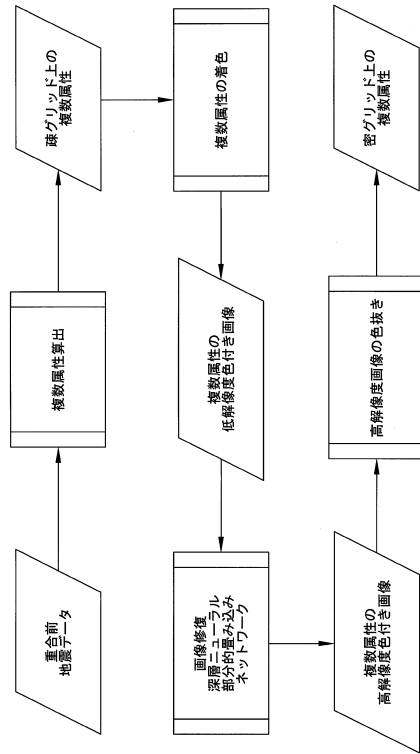 重合前
地震データ
複数属性算出
疎グリッド上の
複数属性
複数属性の着色
複数属性の
低解像度色付き画像
画像修復
深層ニューラル
部分的畳み込み
ネットワーク
複数属性の
高解像度色付き画像
高解像度画像の色抜き
密グリッド上の
複数属性